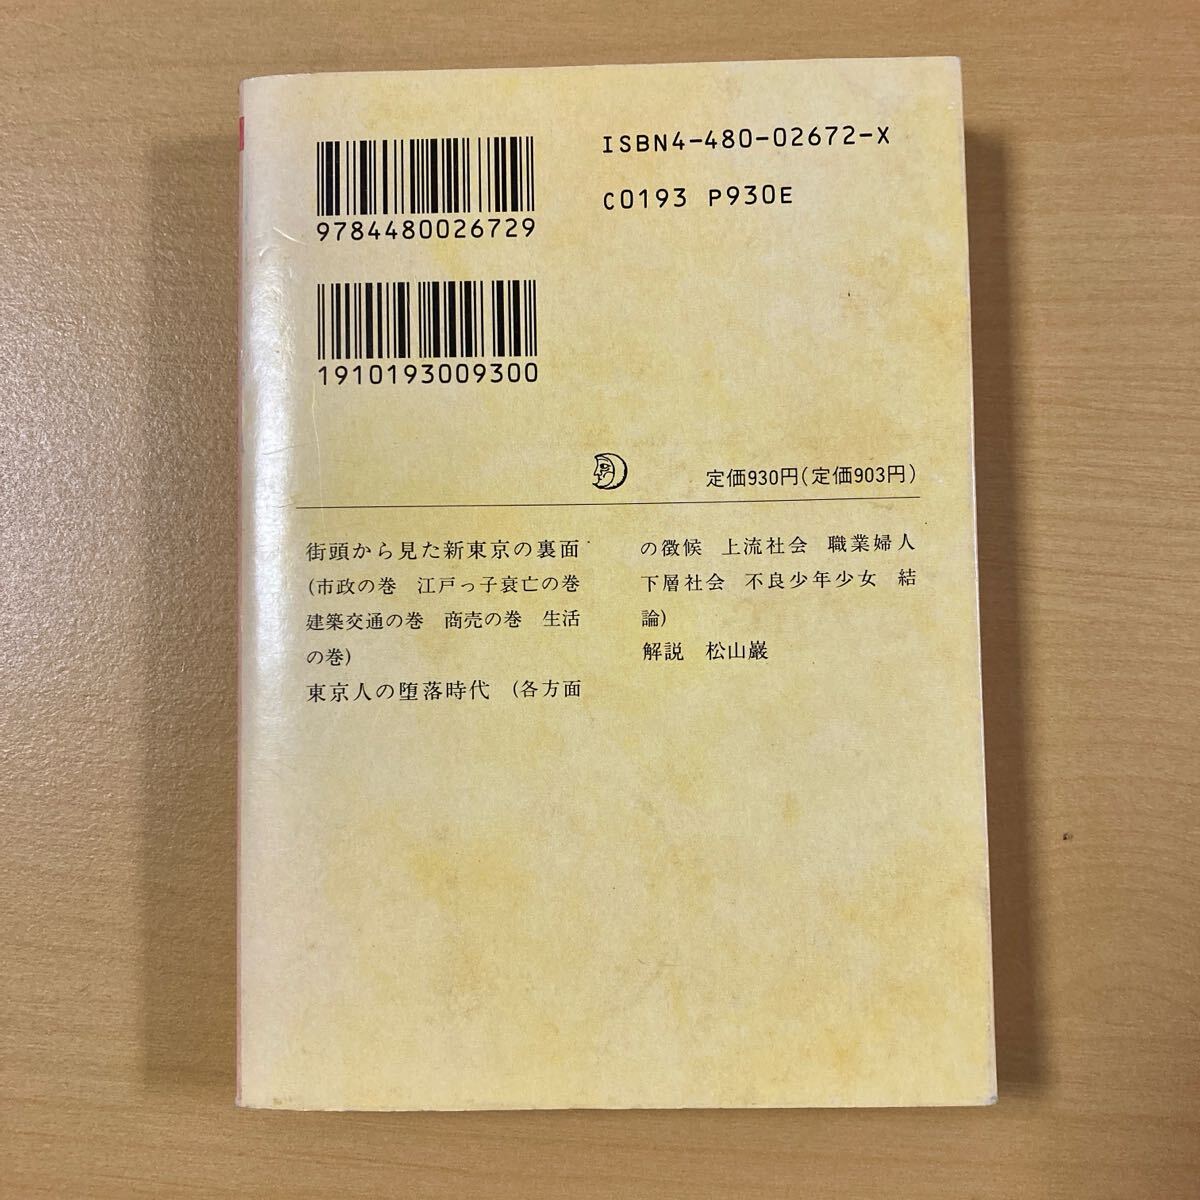 ISBN4-480-02672-X
C0193 P930E
9784480026729
1910193009300
定価930円(定価903円)
街頭から見た新東京の裏面
(市政の巻　江戸っ子衰亡の巻
建築交通の巻　商売の巻　生活
の巻)
東京人の堕落時代　(各方面
の徴候　上流社会　職業婦人
下層社会　不良少年少女　結
論)
解説　松山巖